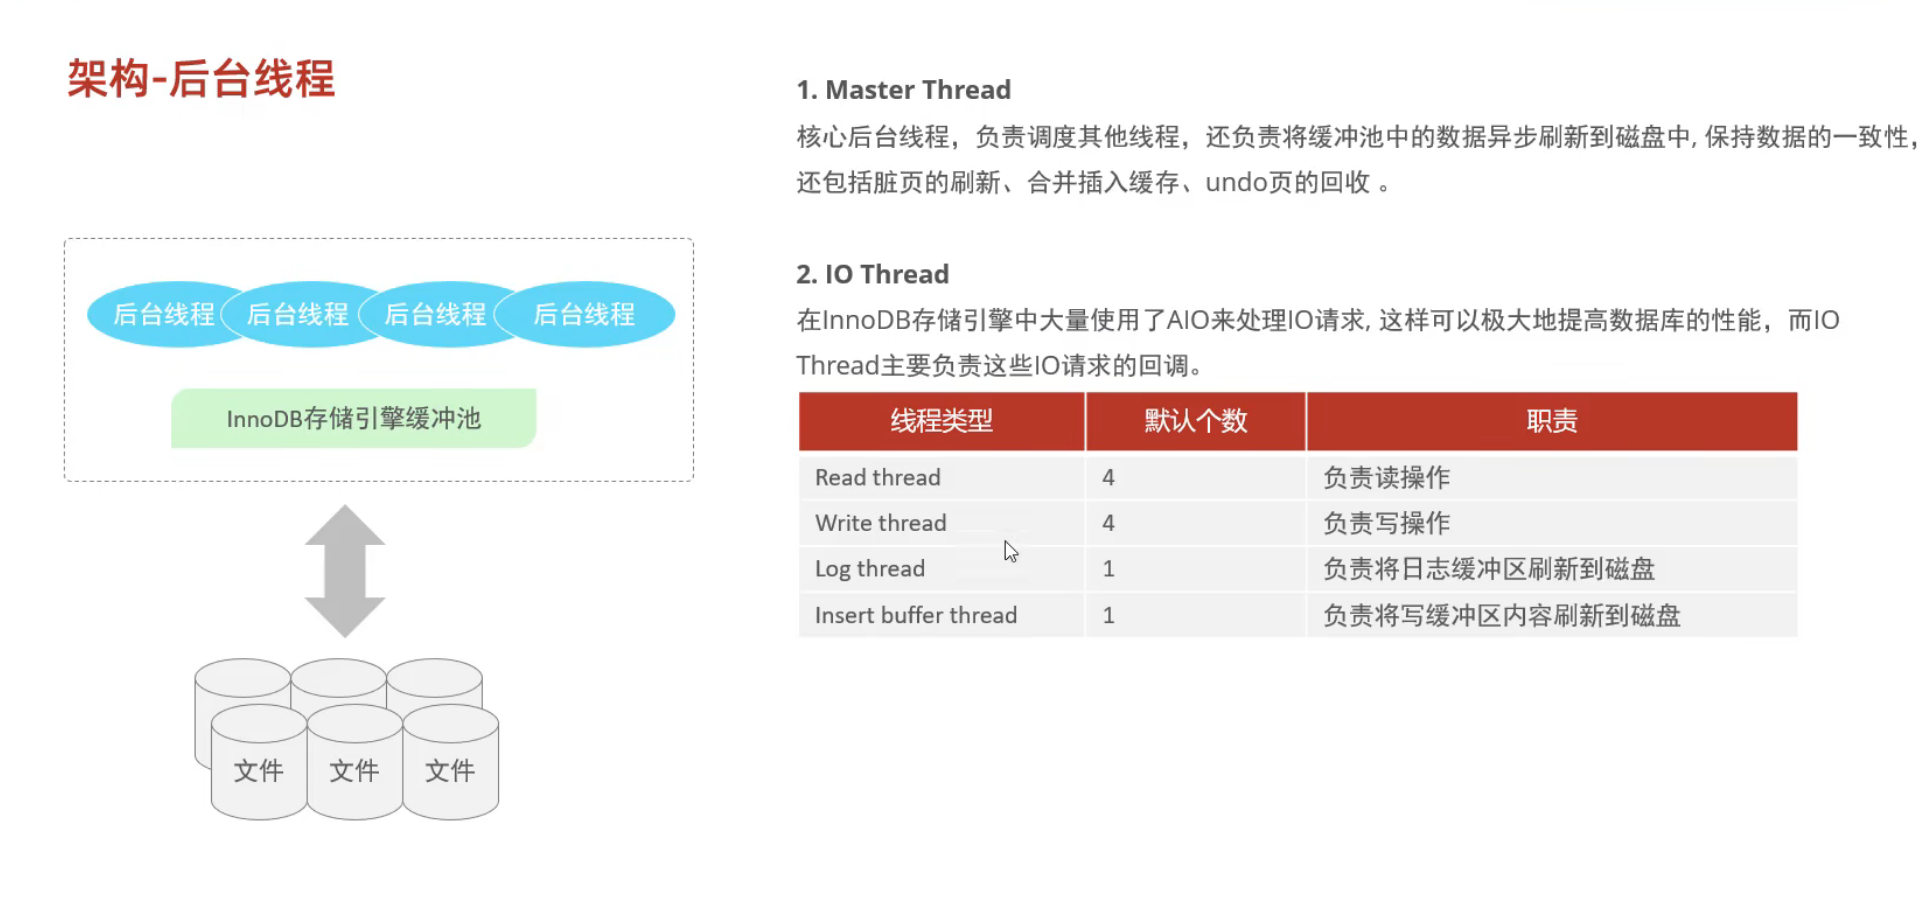 架构-后台线程
后台线程 后台线程 后台线程 后台线程
InnoDB存储引擎缓冲池
文件 文件 文件
1. Master Thread
核心后台线程，负责调度其他线程，还负责将缓冲池中的数据异步刷新到磁盘中, 保持数据的一致性，
还包括脏页的刷新、合并插入缓存、undo页的回收 。
2. IO Thread
在InnoDB存储引擎中大量使用了AIO来处理IO请求, 这样可以极大地提高数据库的性能，而IO
Thread主要负责这些IO请求的回调。
线程类型 默认个数 职责
Read thread 4 负责读操作
Write thread 4 负责写操作
Log thread 1 负责将日志缓冲区刷新到磁盘
Insert buffer thread 1 负责将写缓冲区内容刷新到磁盘